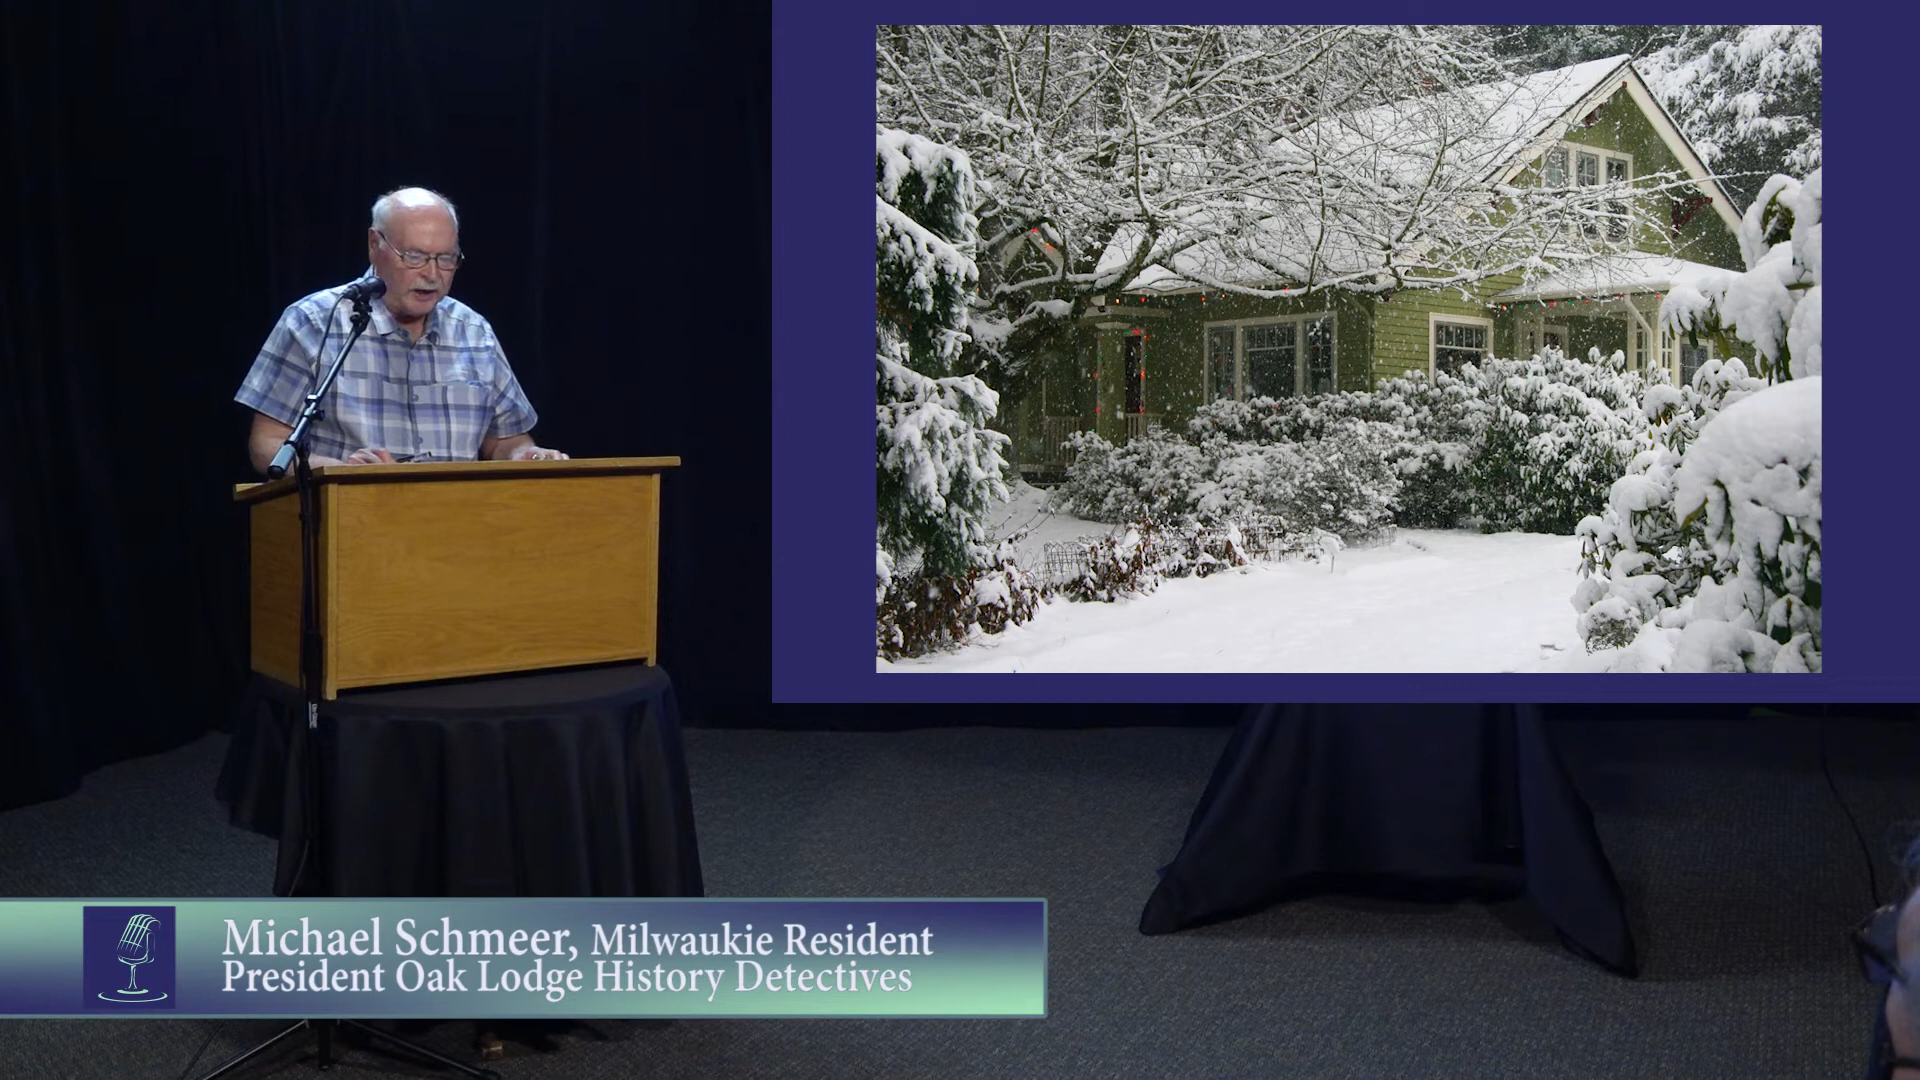 Michael Schmeer, Milwaukie Resident
President Oak Lodge History Detectives